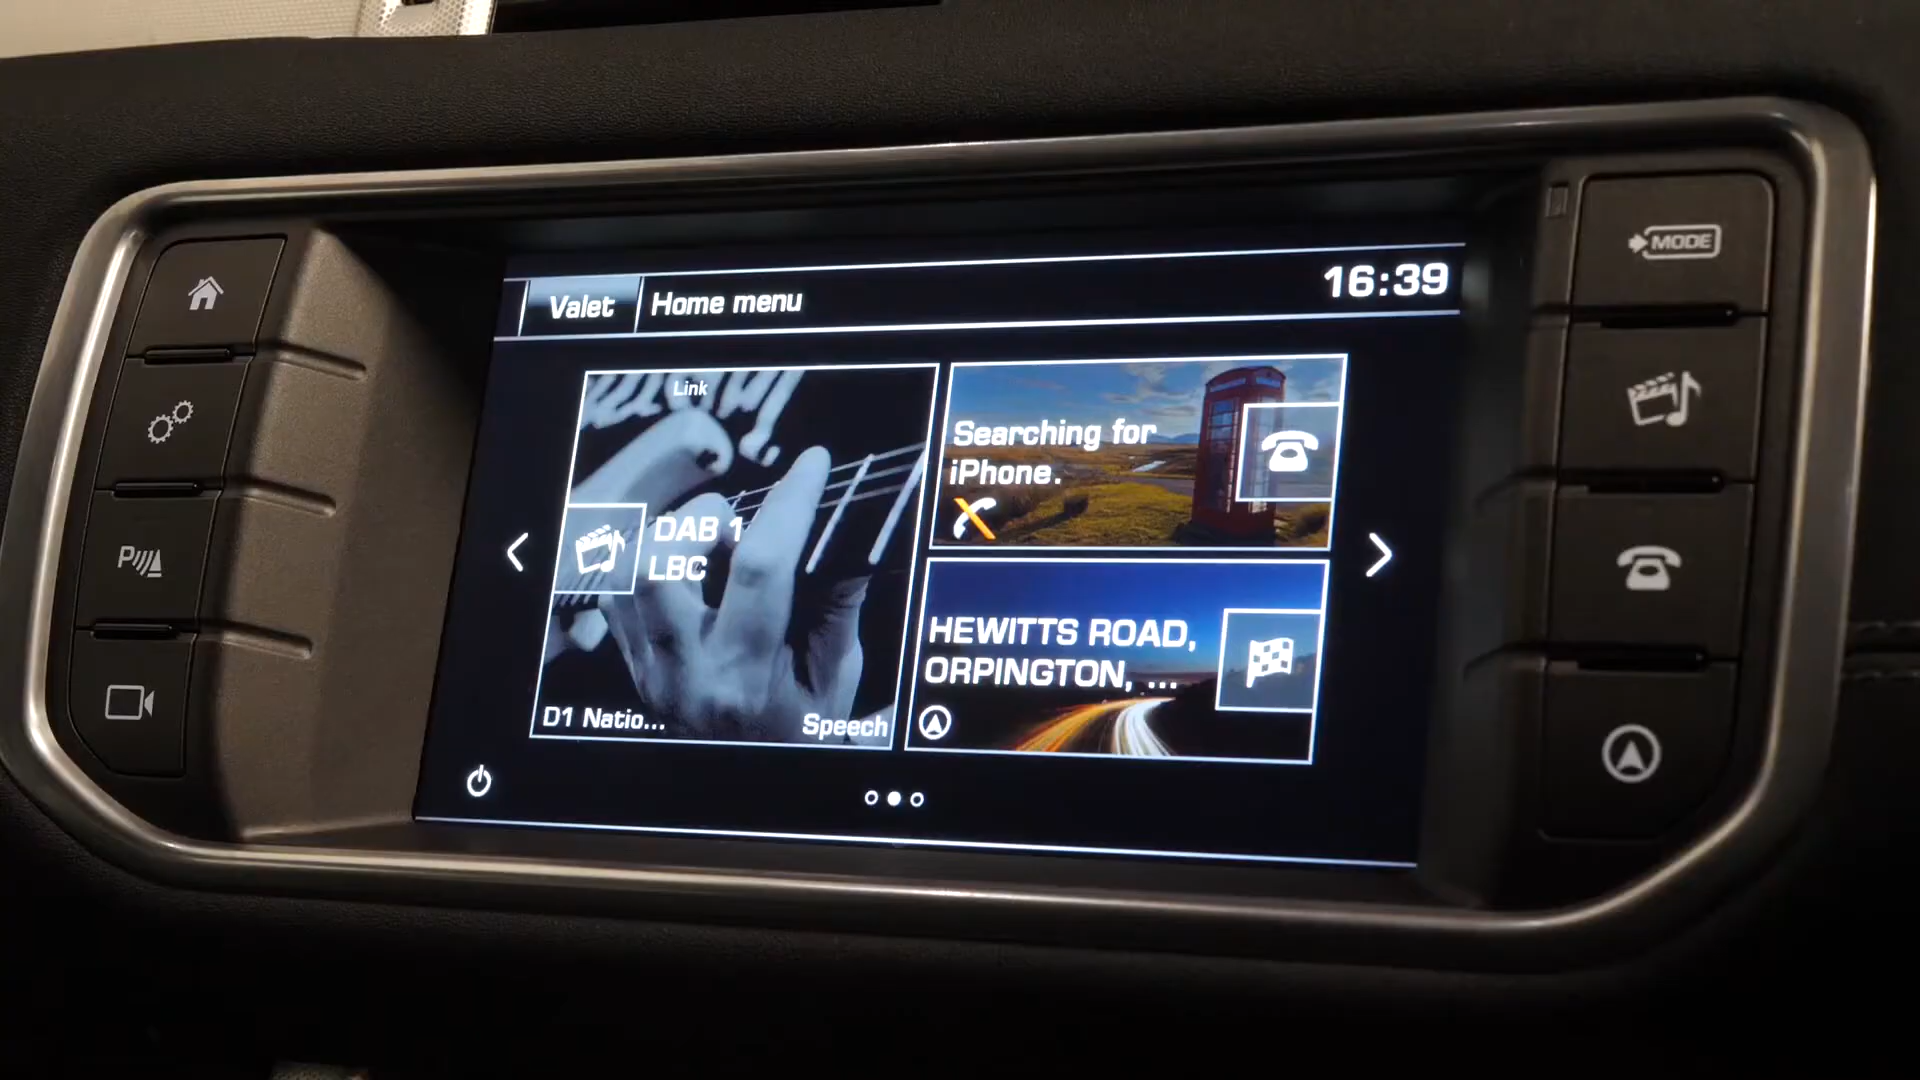 Valet
Home menu
16:39
MODE
Link
DAB 1
LBC
D1 Natio...
Speech
Searching for
iPhone.
HEWITTS ROAD,
ORPINGTON, ...
P